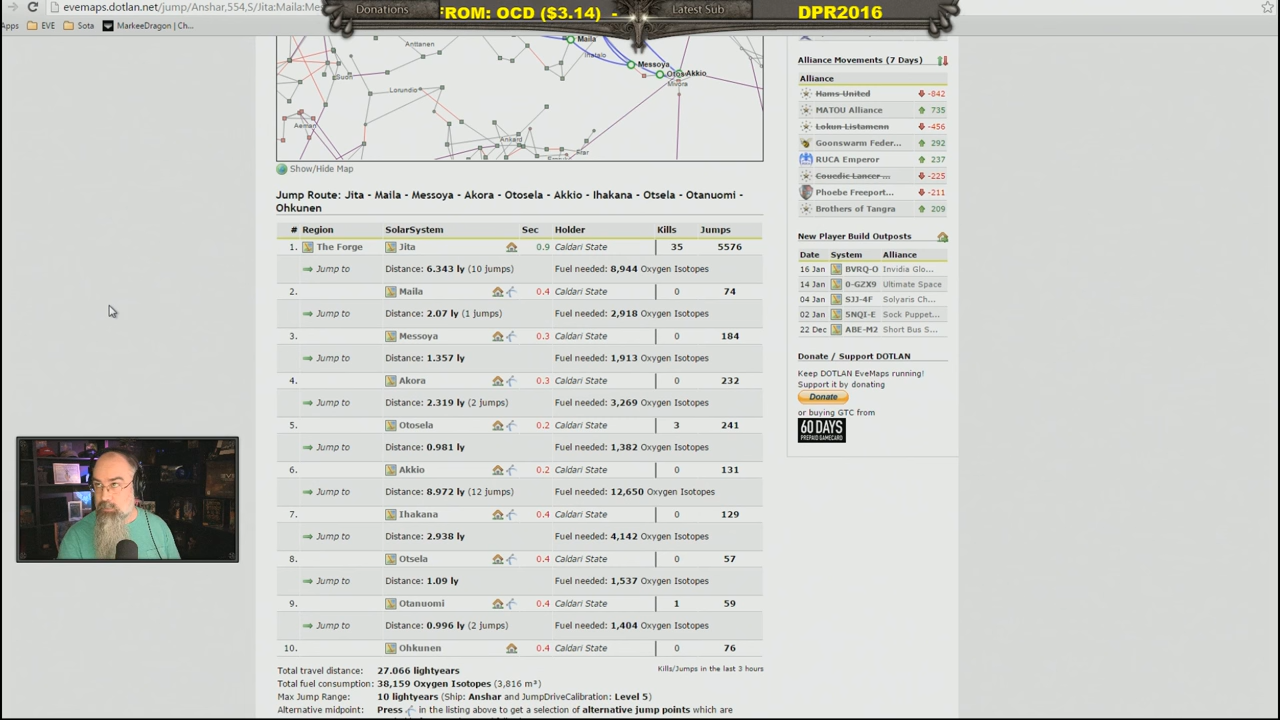 evemaps.dotlan.net/jump/Anshar,554,S/Jita:Maila:Me
Donations
ROM: OCD ($3.14) -
Latest Sub
DPR2016
Apps
EVE
Sota
MarkeeDragon | Ch...
Anttanen
Maila
Ihatalo
Suon
Messoya
Otos
Akkio
Mivora
Lorundio
Aeman
Ankard
Show/Hide Map
Jump Route: Jita - Maila - Messoya - Akora - Otosela - Akkio - Ihakana - Otsela - Otanuomi -
Ohkunen
# Region SolarSystem Sec Holder Kills Jumps
1. The Forge Jita 0.9 Caldari State 35 5576
Jump to Distance: 6.343 ly (10 jumps) Fuel needed: 8,944 Oxygen Isotopes
2. Maila 0.4 Caldari State 0 74
Jump to Distance: 2.07 ly (1 jumps) Fuel needed: 2,918 Oxygen Isotopes
3. Messoya 0.3 Caldari State 0 184
Jump to Distance: 1.357 ly Fuel needed: 1,913 Oxygen Isotopes
4. Akora 0.3 Caldari State 0 232
Jump to Distance: 2.319 ly (2 jumps) Fuel needed: 3,269 Oxygen Isotopes
5. Otosela 0.2 Caldari State 3 241
Jump to Distance: 0.981 ly Fuel needed: 1,382 Oxygen Isotopes
6. Akkio 0.2 Caldari State 0 131
Jump to Distance: 8.972 ly (12 jumps) Fuel needed: 12,650 Oxygen Isotopes
7. Ihakana 0.4 Caldari State 0 129
Jump to Distance: 2.938 ly Fuel needed: 4,142 Oxygen Isotopes
8. Otsela 0.4 Caldari State 0 57
Jump to Distance: 1.09 ly Fuel needed: 1,537 Oxygen Isotopes
9. Otanuomi 0.4 Caldari State 1 59
Jump to Distance: 0.996 ly (2 jumps) Fuel needed: 1,404 Oxygen Isotopes
10. Ohkunen 0.4 Caldari State 0 76
Total travel distance: 27.066 lightyears Kills/Jumps in the last 3 hours
Total fuel consumption: 38,159 Oxygen Isotopes (3,816 m³)
Max Jump Range: 10 lightyears (Ship: Anshar and JumpDriveCalibration: Level 5)
Alternative midpoint: Press in the listing above to get a selection of alternative jump points which are
Alliance Movements (7 Days)
Alliance
Hams United -842
MATOU Alliance 735
Lokun Listamenn -456
Goonswarm Feder... 292
RUCA Emperor 237
Couedic Lancer ... -225
Phoebe Freeport... -211
Brothers of Tangra 209
New Player Build Outposts
Date System Alliance
16 Jan BVRQ-O Invidia Glo...
14 Jan 0-GZX9 Ultimate Space
04 Jan SJJ-4F Solyaris Ch...
02 Jan 5NQI-E Sock Puppet...
22 Dec ABE-M2 Short Bus S...
Donate / Support DOTLAN
Keep DOTLAN EveMaps running!
Support it by donating
Donate
or buying GTC from
60 DAYS
PREPAID GAMECARD